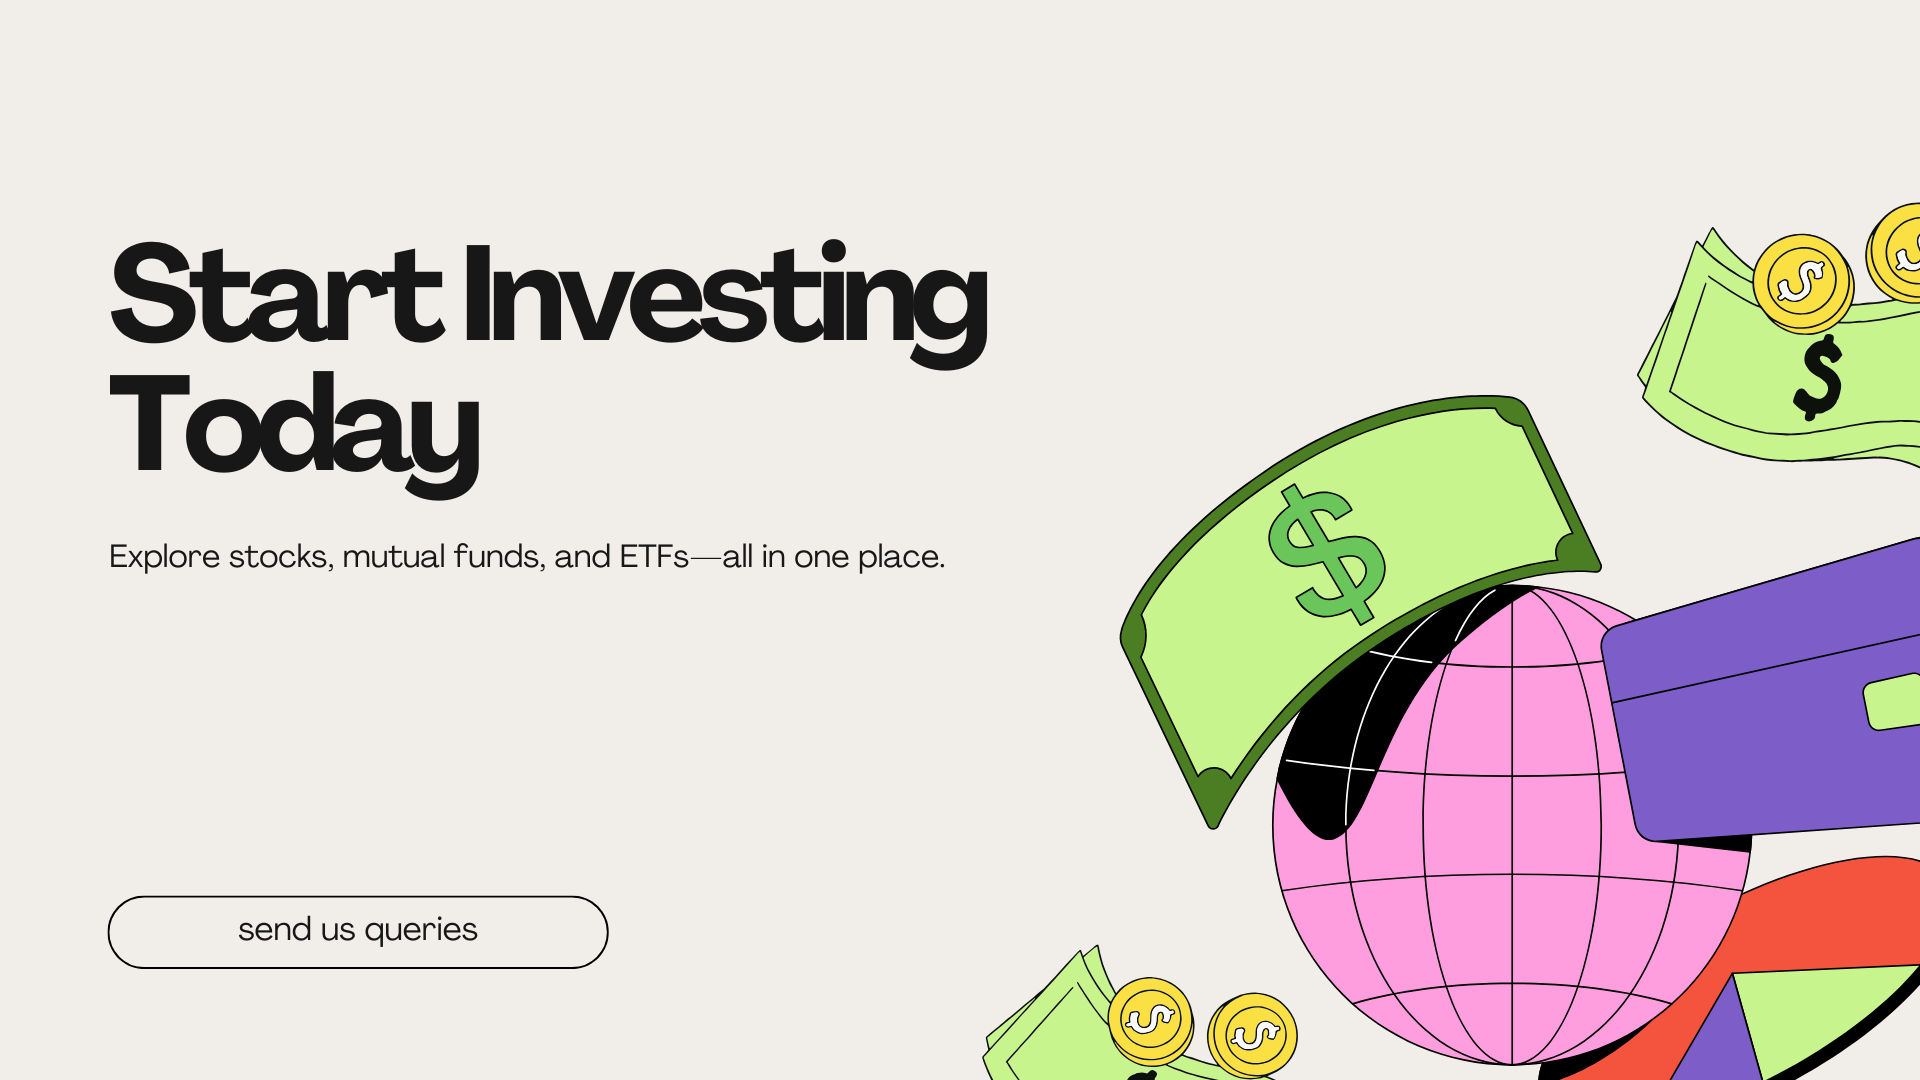 Start Investing
Today
Explore stocks, mutual funds, and ETFs—all in one place.
$
$
$
$
send us queries
$
$